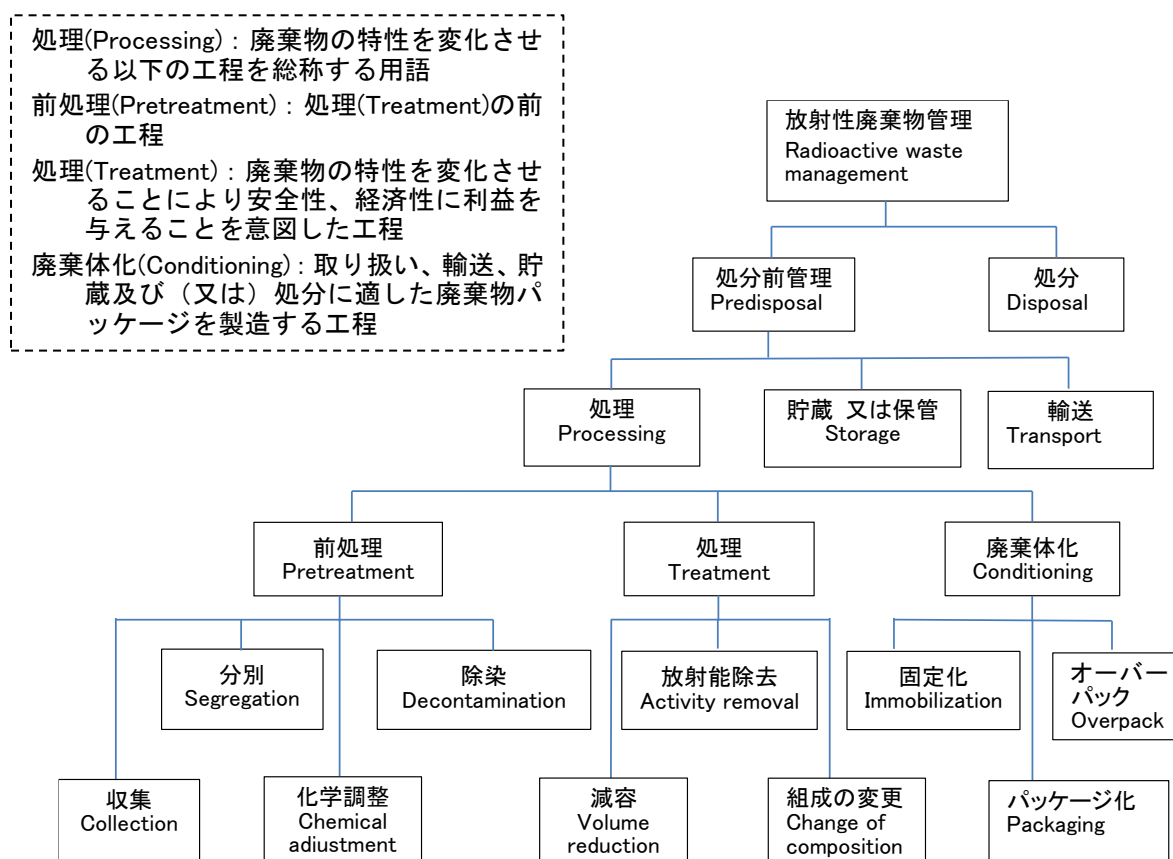 処理(Processing)：廃棄物の特性を変化させ
る以下の工程を総称する用語
前処理(Pretreatment)：処理(Treatment)の前
の工程
処理(Treatment)：廃棄物の特性を変化させ
ることにより安全性、経済性に利益を
与えることを意図した工程
廃棄体化(Conditioning)：取り扱い、輸送、貯
蔵及び（又は）処分に適した廃棄物パ
ッケージを製造する工程
放射性廃棄物管理
Radioactive waste
management
処分前管理
Predisposal
処分
Disposal
処理
Processing
貯蔵 又は保管
Storage
輸送
Transport
前処理
Pretreatment
処理
Treatment
廃棄体化
Conditioning
分別
Segregation
除染
Decontamination
放射能除去
Activity removal
固定化
Immobilization
オーバー
パック
Overpack
収集
Collection
化学調整
Chemical
adiustment
減容
Volume
reduction
組成の変更
Change of
composition
パッケージ化
Packaging